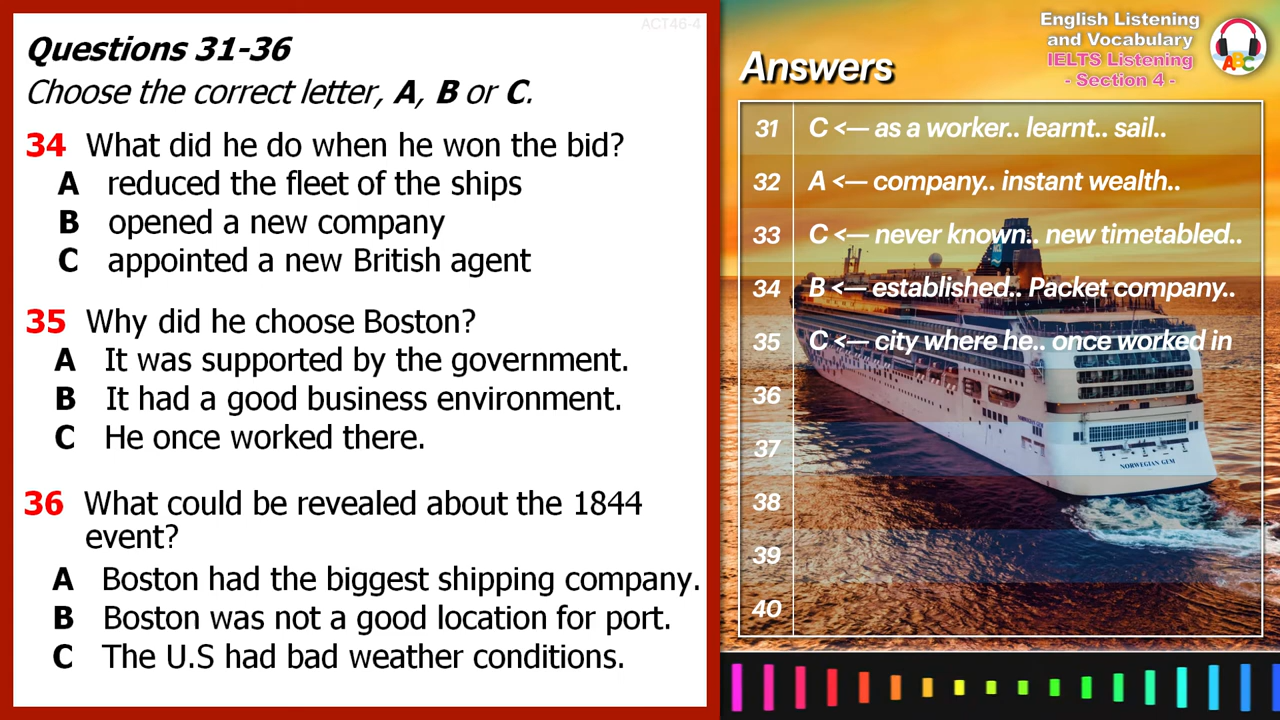 ACT46-4
Questions 31-36
Choose the correct letter, A, B or C.
34 What did he do when he won the bid?
A reduced the fleet of the ships
B opened a new company
C appointed a new British agent
35 Why did he choose Boston?
A It was supported by the government.
B It had a good business environment.
C He once worked there.
36 What could be revealed about the 1844
event?
A Boston had the biggest shipping company.
B Boston was not a good location for port.
C The U.S had bad weather conditions.
English Listening
and Vocabulary
IELTS Listening
- Section 4 -
ABC
Answers
31 C <— as a worker.. learnt.. sail..
32 A <— company.. instant wealth..
33 C <— never known.. new timetabled..
34 B <— established.. Packet company..
35 C <— city where he.. once worked in
36
37
38
39
40
NORWEGIAN GEM